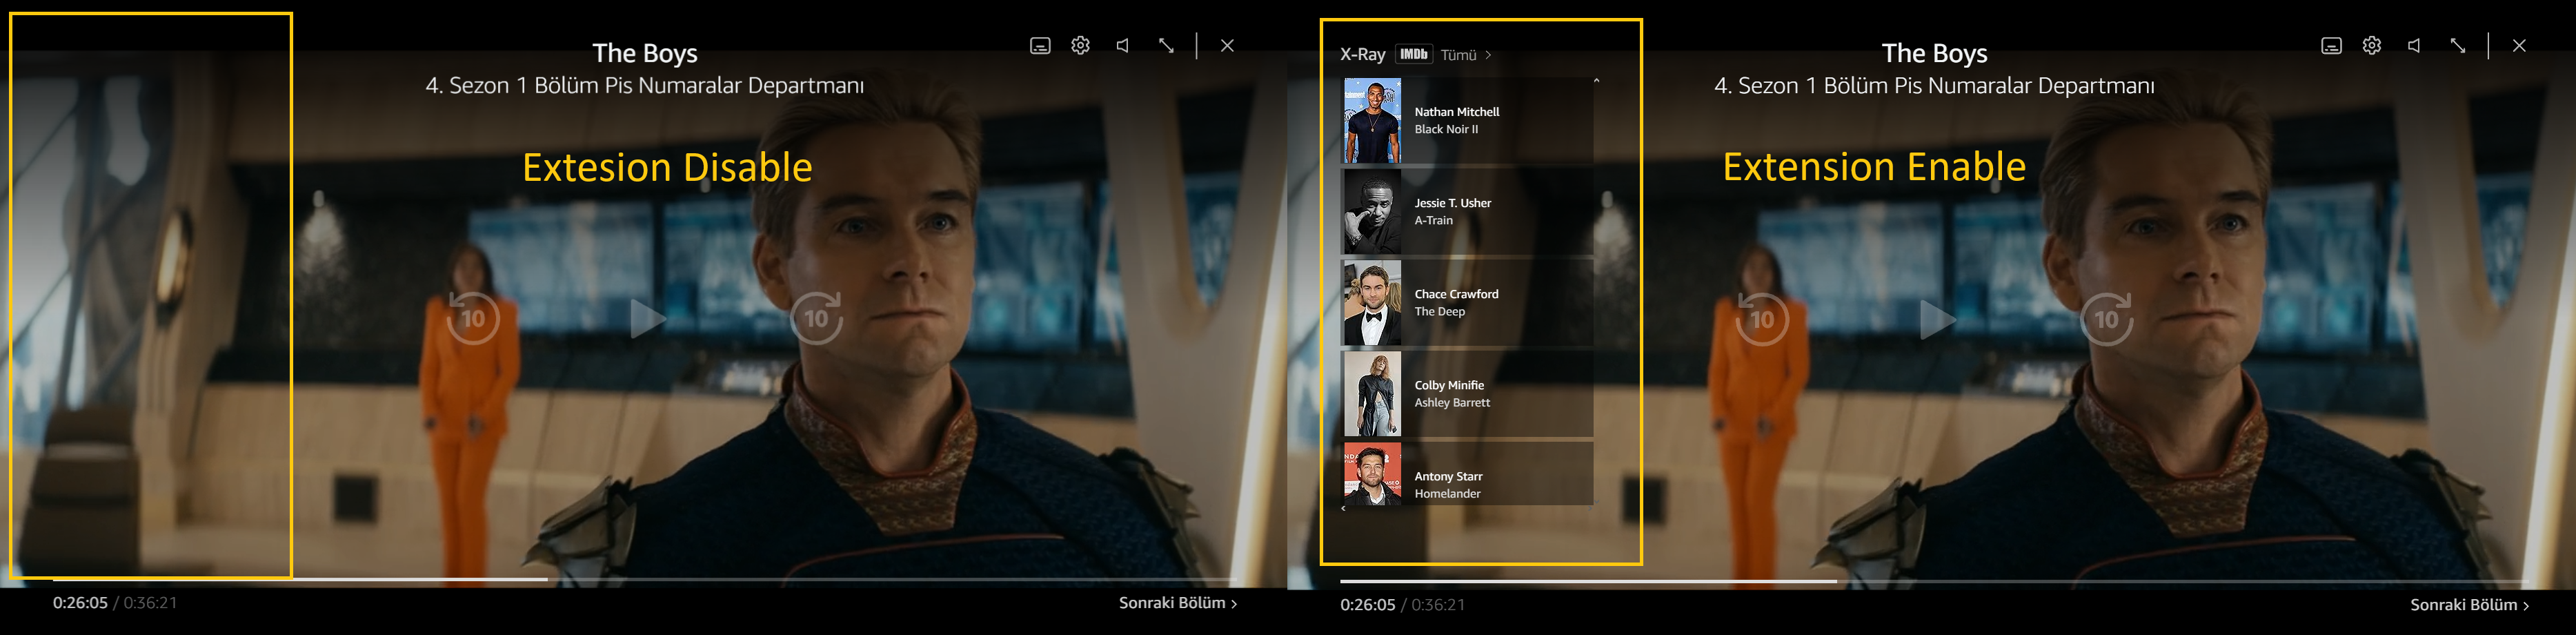 The Boys
4. Sezon 1 Bölüm Pis Numaralar Departmanı
Extesion Disable
10
10
0:26:05 / 0:36:21
Sonraki Bölüm
X-Ray IMDb Tümü
Nathan Mitchell
Black Noir II
Jessie T. Usher
A-Train
Chace Crawford
The Deep
Colby Minifie
Ashley Barrett
Antony Starr
Homelander
The Boys
4. Sezon 1 Bölüm Pis Numaralar Departmanı
Extension Enable
10
10
0:26:05 / 0:36:21
Sonraki Bölüm